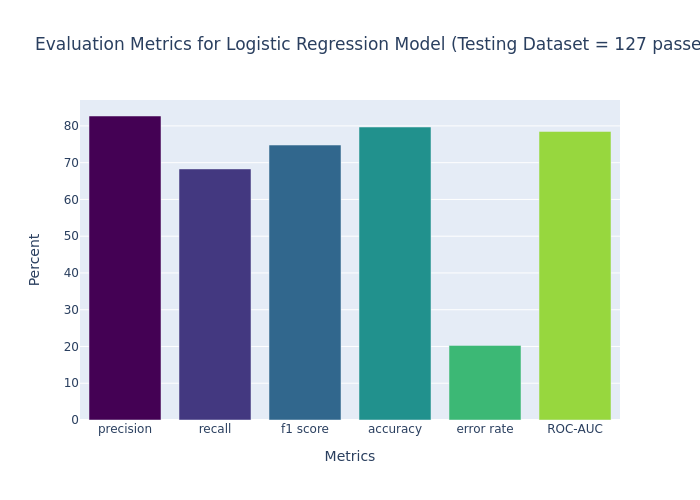 Evaluation Metrics for Logistic Regression Model (Testing Dataset = 127 passe
80
70
60
50
40
30
20
10
0
Percent
precision recall f1 score accuracy error rate ROC-AUC
Metrics